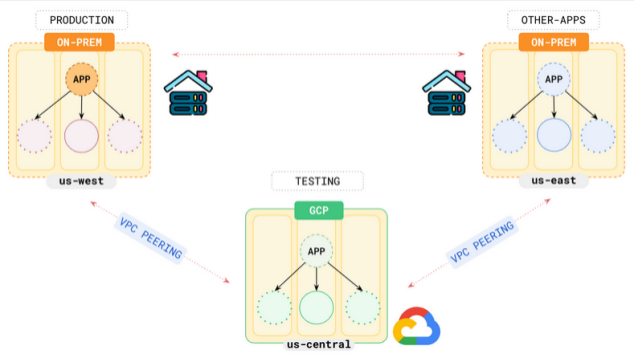 PRODUCTION
OTHER-APPS
ON-PREM
ON-PREM
APP
APP
us-west
us-east
TESTING
GCP
VPC PEERING
VPC PEERING
APP
us-central